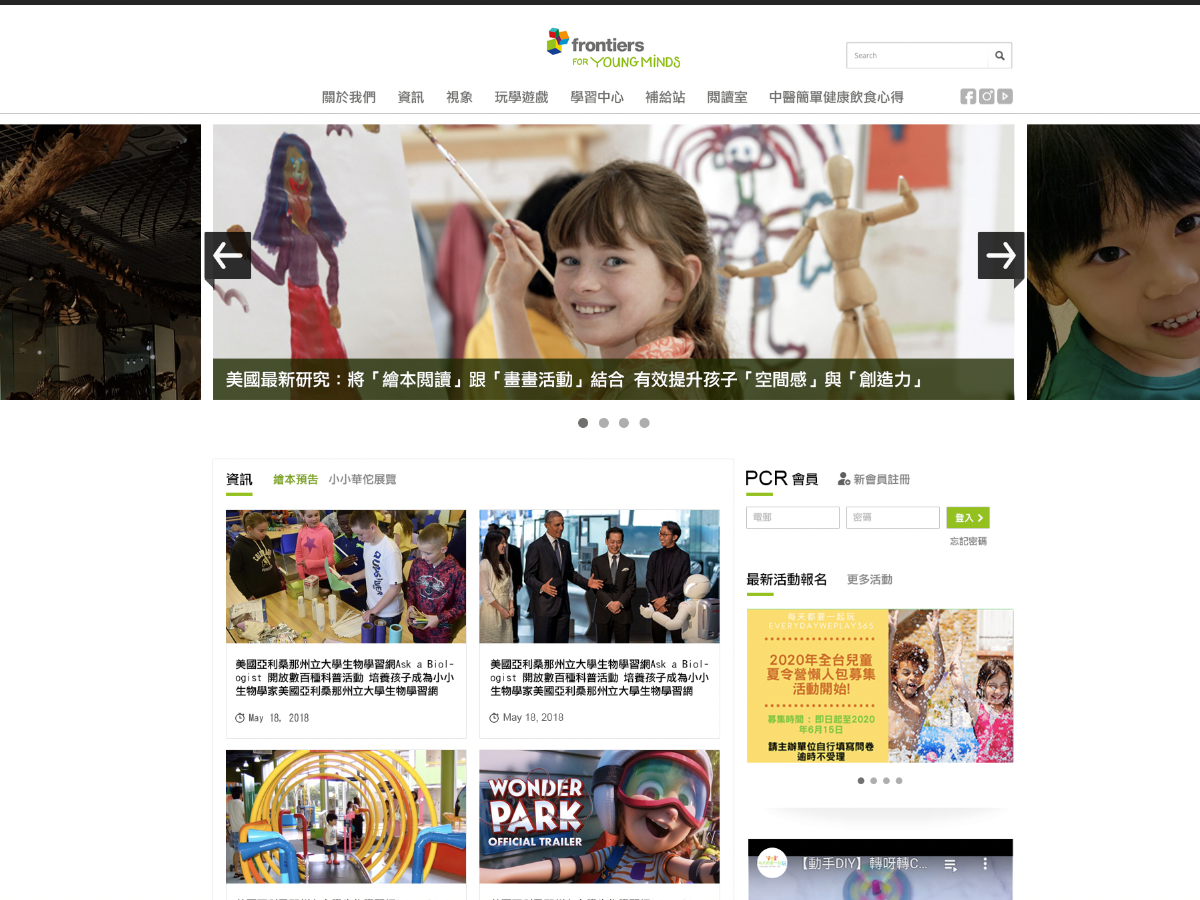 frontiers
FOR YOUNG MINDS
Search
關於我們 資訊 視象 玩學遊戲 學習中心 補給站 閱讀室 中醫簡單健康飲食心得
美國最新研究：將「繪本閱讀」跟「畫畫活動」結合 有效提升孩子「空間感」與「創造力」
資訊 繪本預告 小小華佗展覽
美國亞利桑那州立大學生物學習網Ask a Biol-
ogist 開放數百種科普活動 培養孩子成為小小
生物學家美國亞利桑那州立大學生物學習網
May 18, 2018
美國亞利桑那州立大學生物學習網Ask a Biol-
ogist 開放數百種科普活動 培養孩子成為小小
生物學家美國亞利桑那州立大學生物學習網
May 18, 2018
WONDER
PARK
OFFICIAL TRAILER
PCR 會員 新會員註冊
電郵 密碼 登入
忘記密碼
最新活動報名 更多活動
每天都要一起玩
EVERYDAYWEPLAY365
2020年全台兒童
夏令營懶人包募集
活動開始!
募集時間：即日起至2020
年6月15日
請主辦單位自行填寫問卷
逾時不受理
【動手DIY】轉呀轉C...